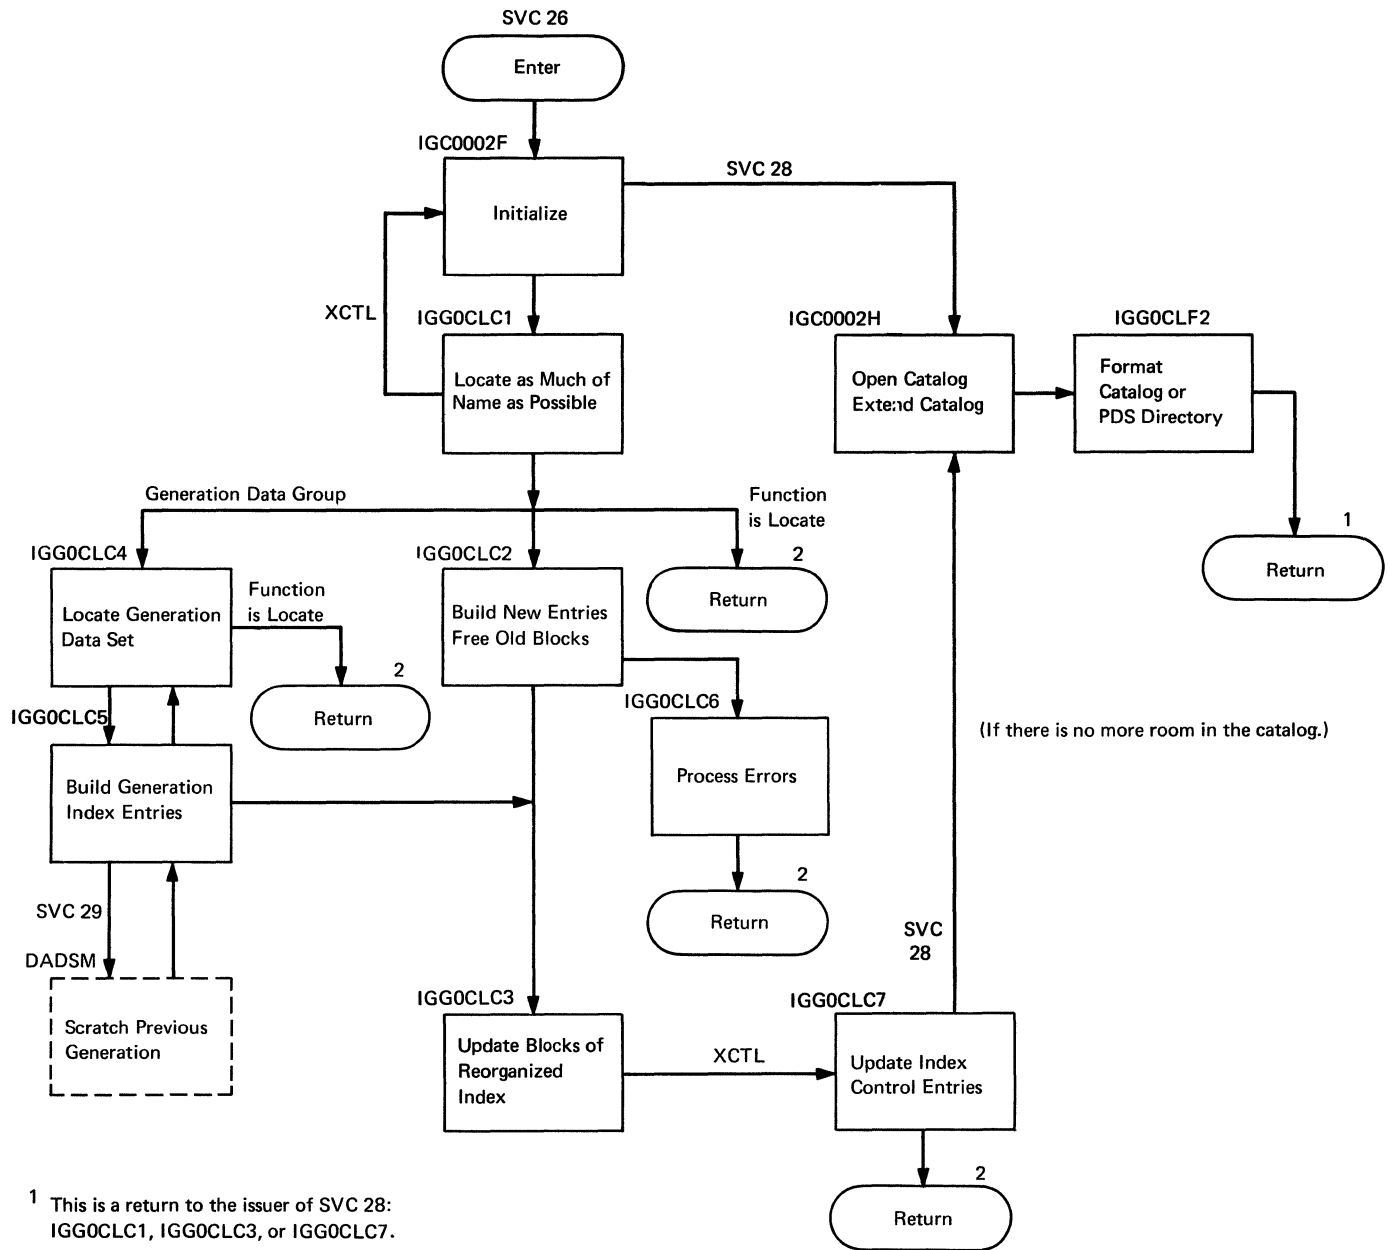 SVC 26
Enter
IGC0002F
Initialize
SVC 28
XCTL
IGG0CLC1
Locate as Much of
Name as Possible
IGC0002H
Open Catalog
Extend Catalog
IGG0CLF2
Format
Catalog or
PDS Directory
1
Return
Generation Data Group
Function
is Locate
IGG0CLC4
Locate Generation
Data Set
Function
is Locate
2
Return
IGG0CLC2
Build New Entries
Free Old Blocks
2
Return
IGG0CLC5
Build Generation
Index Entries
IGG0CLC6
Process Errors
2
Return
(If there is no more room in the catalog.)
SVC 29
DADSM
Scratch Previous
Generation
SVC
28
IGG0CLC3
Update Blocks of
Reorganized
Index
XCTL
IGG0CLC7
Update Index
Control Entries
2
Return
1 This is a return to the issuer of SVC 28:
IGG0CLC1, IGG0CLC3, or IGG0CLC7.